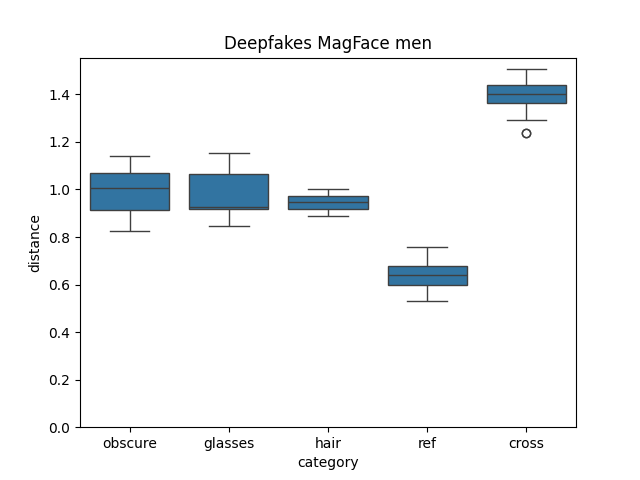 Deepfakes MagFace men
1.4
1.2
1.0
0.8
0.6
0.4
0.2
0.0
distance
obscure glasses hair ref cross
category